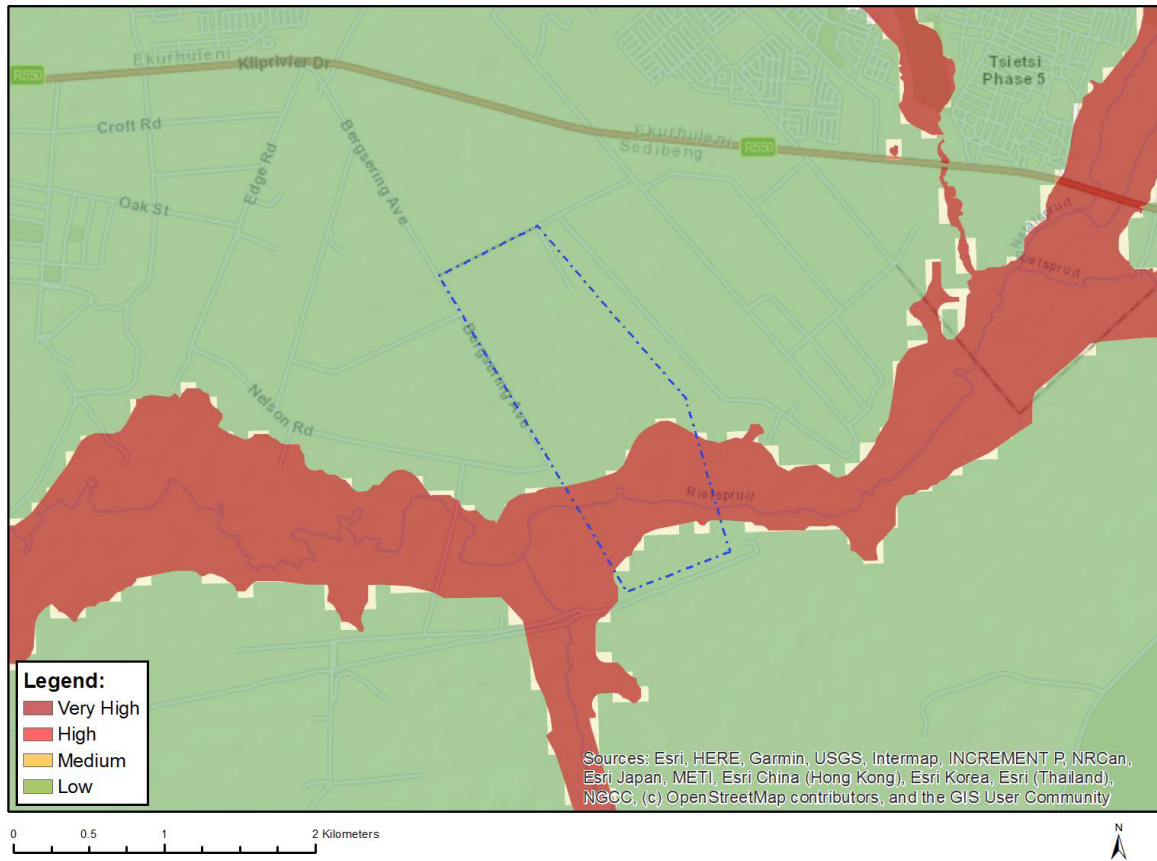 Ekurhuleni
R550
Kliprivier Dr
Tsietsi
Phase 5
Croft Rd
Bergsering Ave
Edge Rd
Ekurhuleni
Sedibeng
R550
Oak St
Natalspruit
Rietspruit
Bergsering Ave
Nelson Rd
Rietspruit
Legend:
Very High
High
Medium
Low
Sources: Esri, HERE, Garmin, USGS, Intermap, INCREMENT P, NRCan,
Esri Japan, METI, Esri China (Hong Kong), Esri Korea, Esri (Thailand),
NGCC, (c) OpenStreetMap contributors, and the GIS User Community
0 0.5 1 2 Kilometers
N